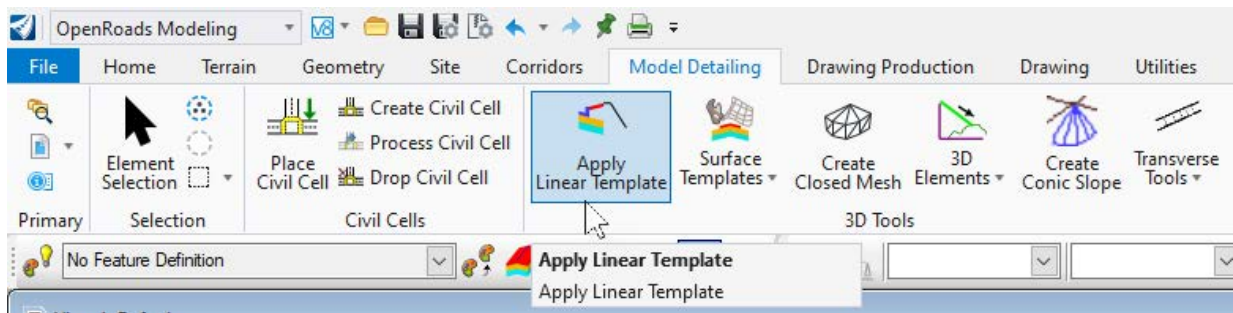 OpenRoads Modeling
V8
File Home Terrain Geometry Site Corridors Model Detailing Drawing Production Drawing Utilities
Element
Selection
Primary
Selection
Place
Civil Cell
Create Civil Cell
Process Civil Cell
Drop Civil Cell
Civil Cells
Apply
Linear Template
Surface
Templates
Create
Closed Mesh
3D
Elements
Create
Conic Slope
Transverse
Tools
3D Tools
No Feature Definition
Apply Linear Template
Apply Linear Template